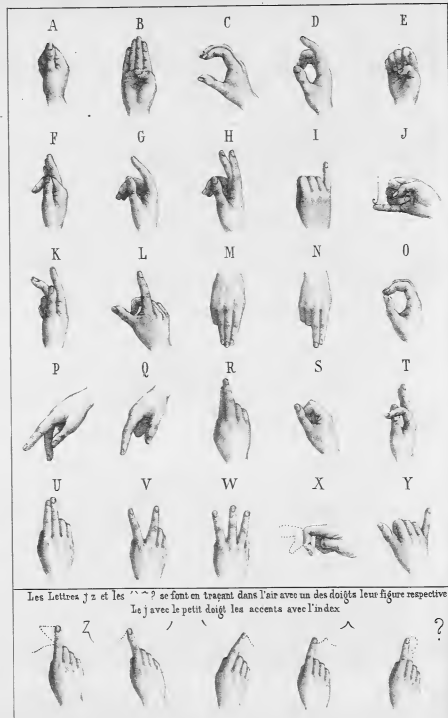 A B C D E
F G H I J
K L M N O
P Q R S T
U V W X Y
Les Lettres j z et les ´ ` ^ ? se font en traçant dans l'air avec un des doigts leur figure respective
Le j avec le petit doigt les accents avec l'index
z ´ ` ^ ?